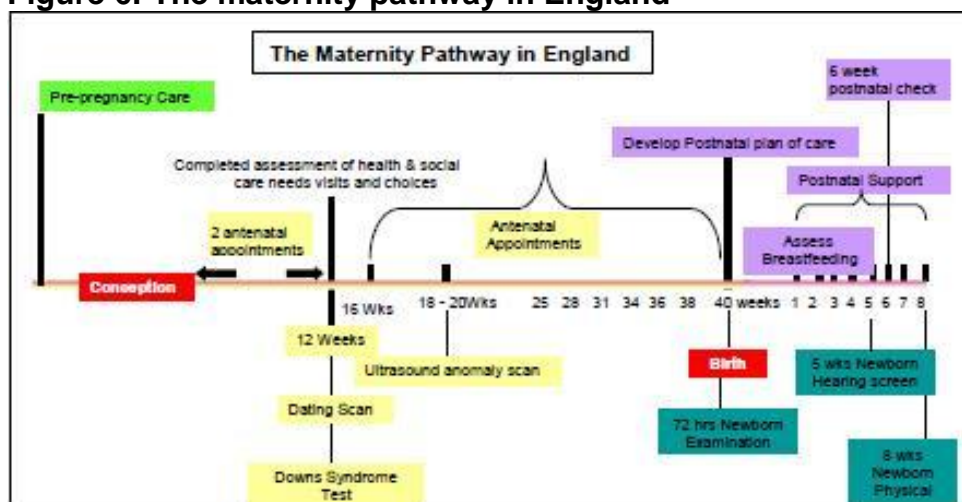 Figure 6: The maternity pathway in England
The Maternity Pathway in England
Pre-pregnancy Care
6 week
postnatal check
Develop Postnatal plan of care
Completed assessment of health & social
care needs visits and choices
Postnatal Support
2 antenatal
appointments
Antenatal
Appointments
Assess
Breastfeeding
Conception
16 Wks
18 - 20Wks
25 28 31 34 36 38 40 weeks 1 2 3 4 5 6 7 8
12 Weeks
Ultrasound anomaly scan
Birth
5 wks Newborn
Hearing screen
Dating Scan
72 hrs Newborn
Examination
Downs Syndrome
Test
8 wks
Newborn
Physical